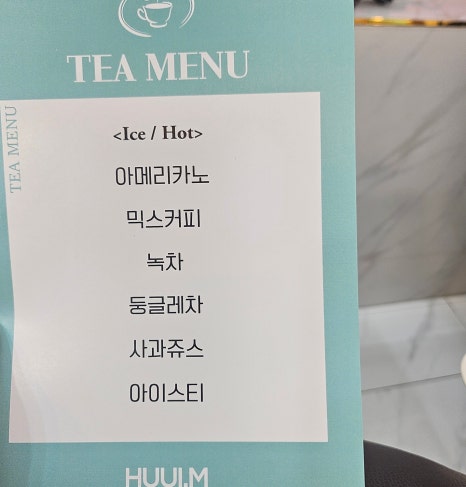 TEA MENU
TEA MENU
<Ice / Hot>
아메리카노
믹스커피
녹차
둥글레차
사과쥬스
아이스티
HUUI.M